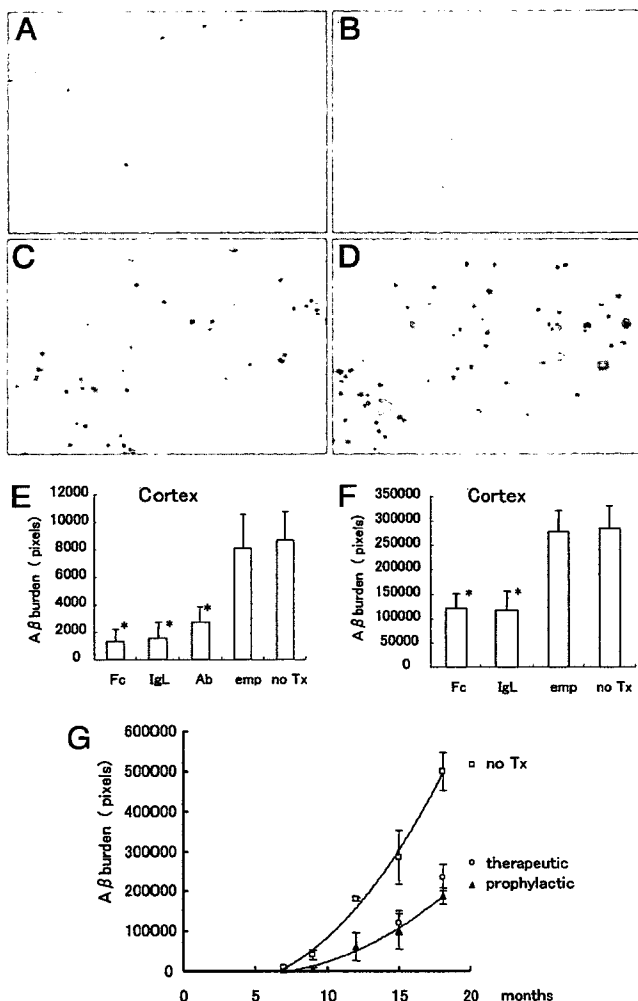 A
B
C
D
E
Cortex
Aβ burden ( pixels)
12000
10000
8000
6000
4000
2000
0
*
*
*
Fc IgL Ab emp no Tx
F
Cortex
Aβ burden ( pixels)
350000
300000
250000
200000
150000
100000
50000
0
*
*
Fc IgL emp no Tx
G
Aβ burden ( pixels)
600000
500000
400000
300000
200000
100000
0
no Tx
therapeutic
prophylactic
0 5 10 15 20 months